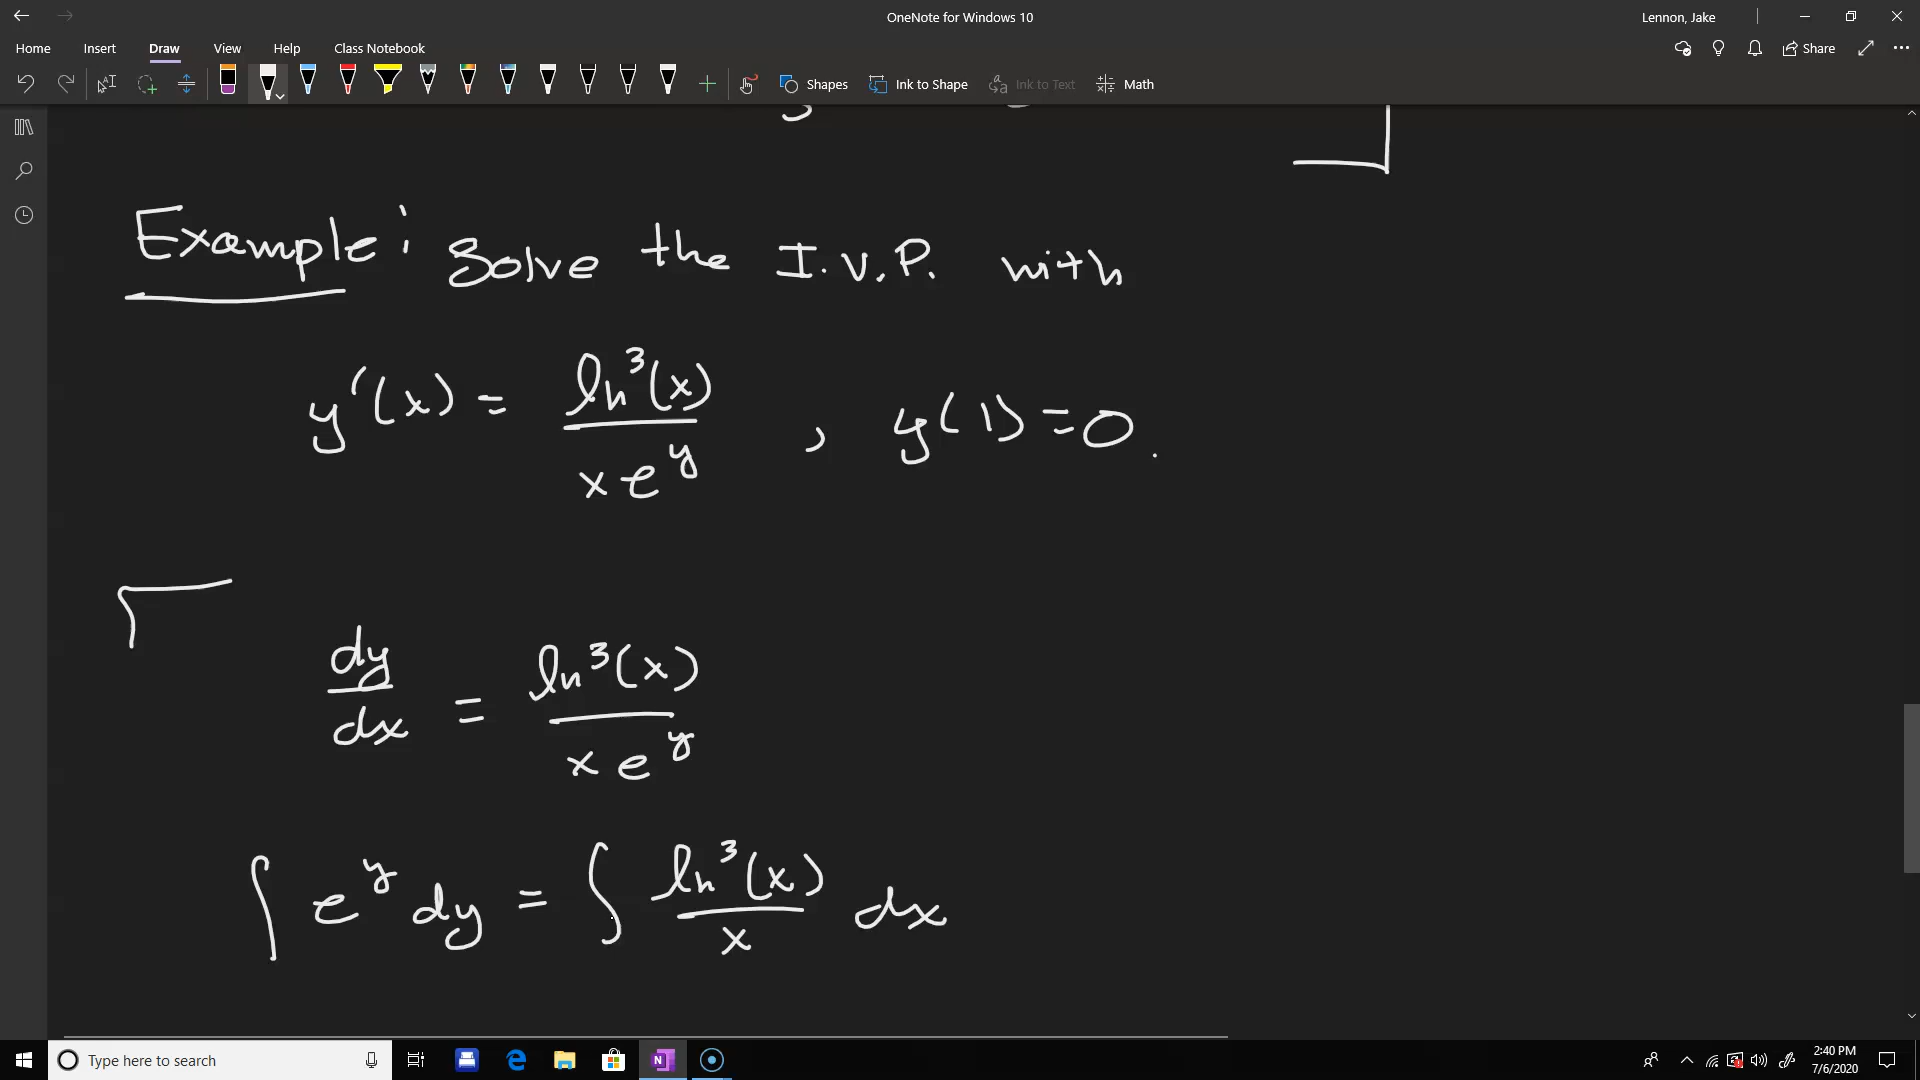 OneNote for Windows 10
Lennon, Jake
Home Insert Draw View Help Class Notebook
Share
Shapes Ink to Shape Ink to Text Math
Example: Solve the I.V.P. with
y'(x) = ln³(x) / x e^y , y(1) = 0.
dy/dx = ln³(x) / x e^y
∫ e^y dy = ∫ ln³(x) / x dx
Type here to search
2:40 PM
7/6/2020